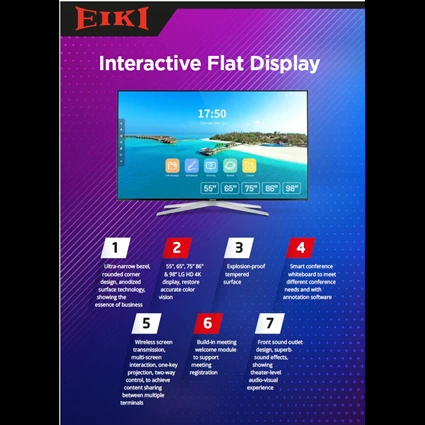 EIKI
Interactive Flat Display
17:50
55" 65" 75" 86" 98"
1
Ultra-narrow bezel,
rounded corner
design, anodized
surface technology,
showing the
essence of business
2
55", 65", 75" 86"
& 98" LG HD 4K
display, restore
accurate color
vision
3
Explosion-proof
tempered
surface
4
Smart conference
whiteboard to meet
different conference
needs and with
annotation software
5
Wireless screen
transmission,
multi-screen
interaction, one-key
projection, two-way
control, to achieve
content sharing
between multiple
terminals
6
Build-in meeting
welcome module
to support
meeting
registration
7
Front sound outlet
design, superb
sound effects,
showing
theater-level
audio-visual
experience